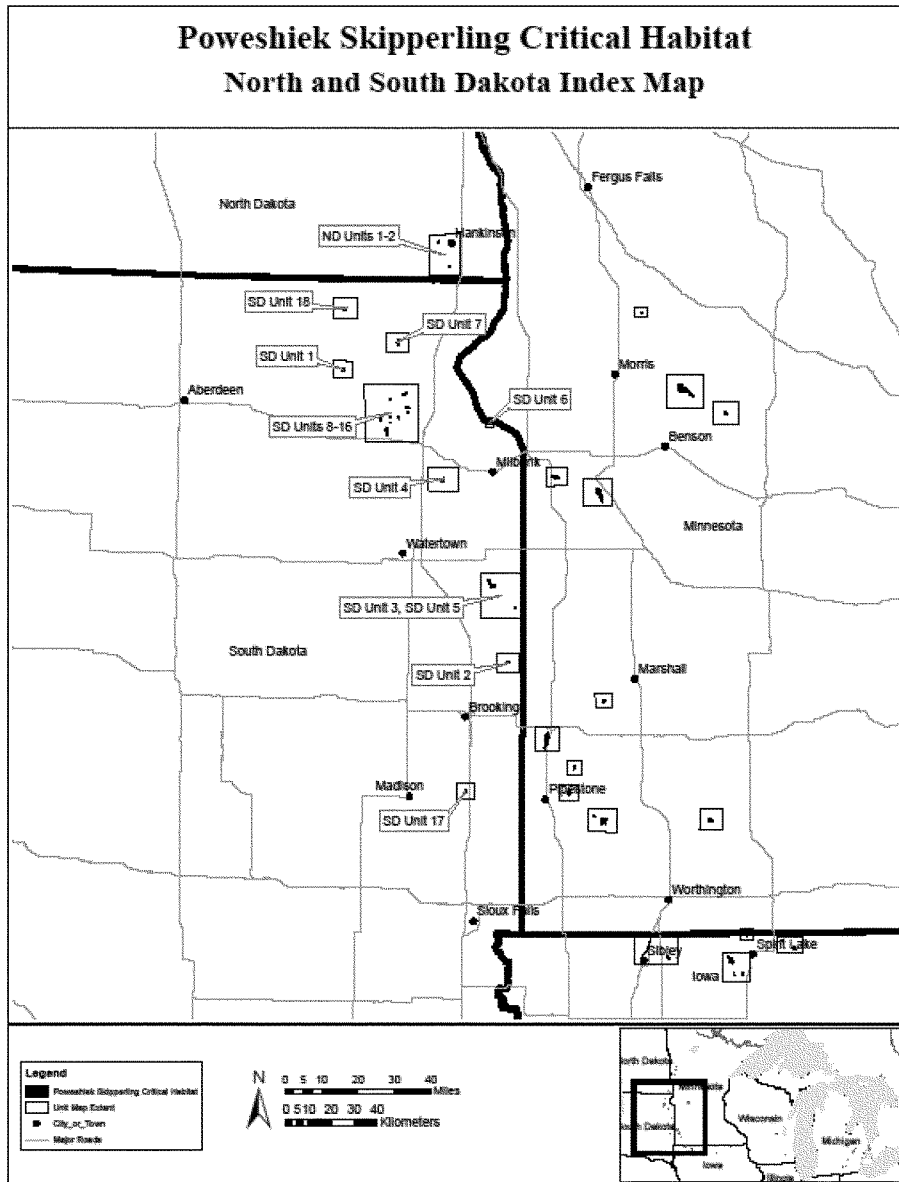 Poweshiek Skipperling Critical Habitat
North and South Dakota Index Map
Fergus Falls
North Dakota
ND Units 1-2
Hankinson
SD Unit 18
SD Unit 7
SD Unit 1
Morris
Aberdeen
SD Unit 6
SD Units 8-16
Benson
Milbank
SD Unit 4
Minnesota
Watertown
SD Unit 3, SD Unit 5
South Dakota
SD Unit 2
Marshall
Brooking
Madison
Pipestone
SD Unit 17
Worthington
Sioux Falls
Sibley
Spirit Lake
Iowa
Legend
Poweshiek Skipperling Critical Habitat
Unit Map Extent
City_or_Town
Major Roads
N
0 5 10 20 30 40
Miles
0 5 10 20 30 40
Kilometers
North Dakota
Minnesota
South Dakota
Wisconsin
Michigan
Iowa
Illinois